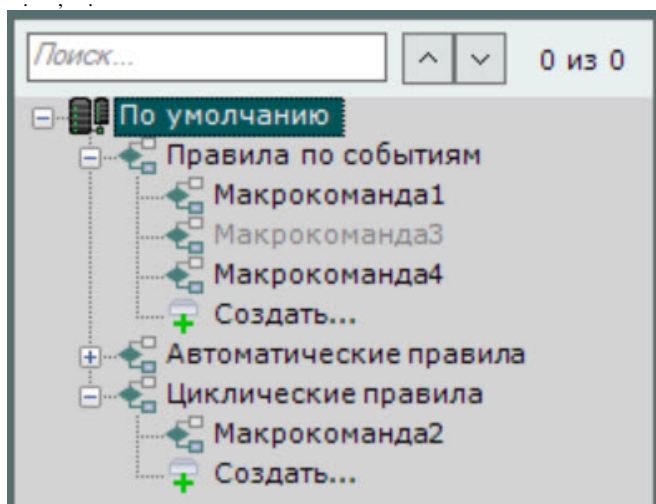 Поиск...
0 из 0
По умолчанию
Правила по событиям
Макрокоманда1
Макрокоманда3
Макрокоманда4
Создать...
Автоматические правила
Циклические правила
Макрокоманда2
Создать...